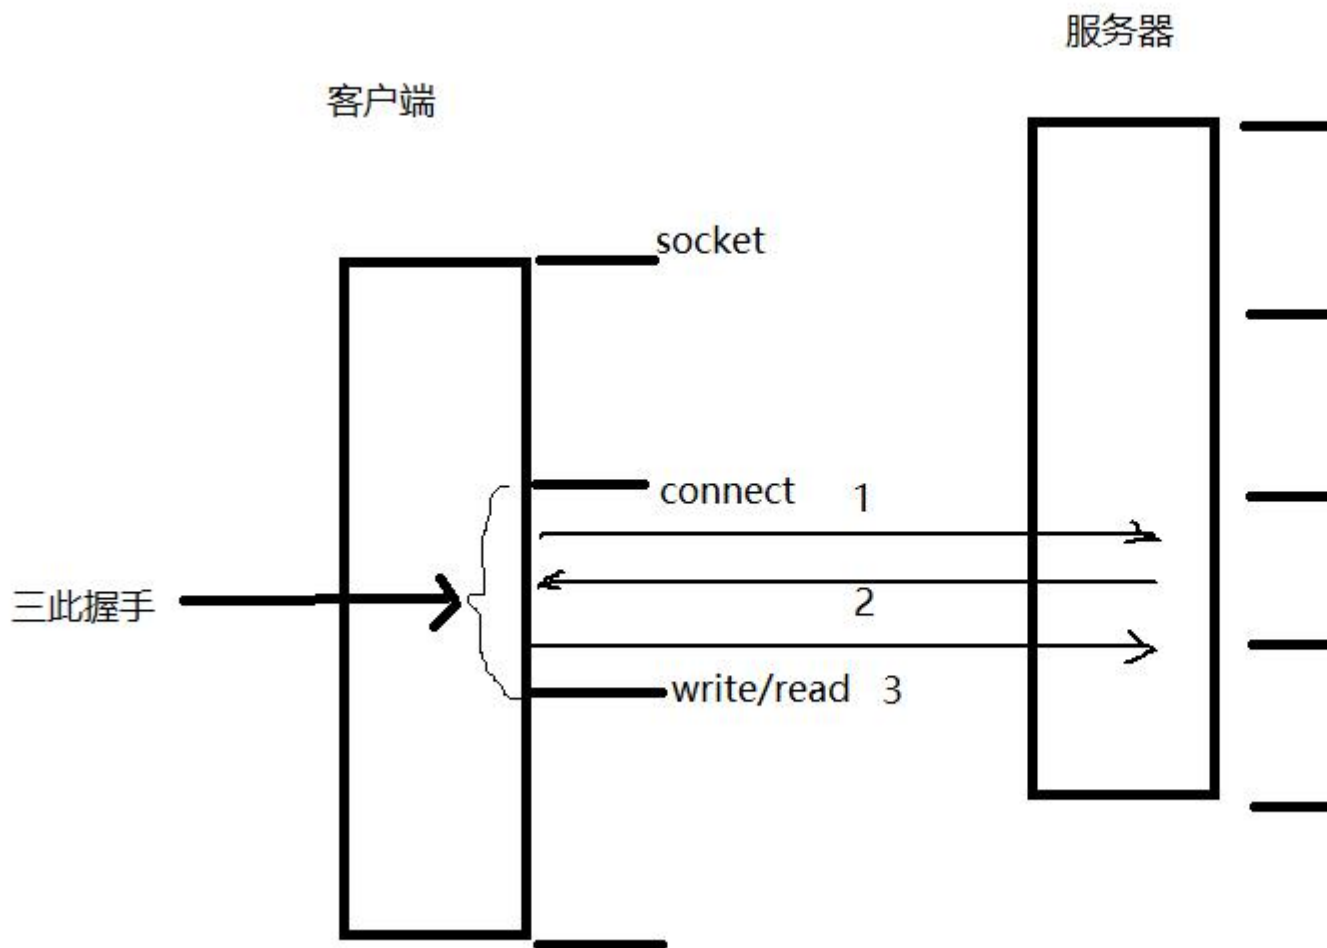 服务器
客户端
socket
connect 1
三此握手
2
write/read 3